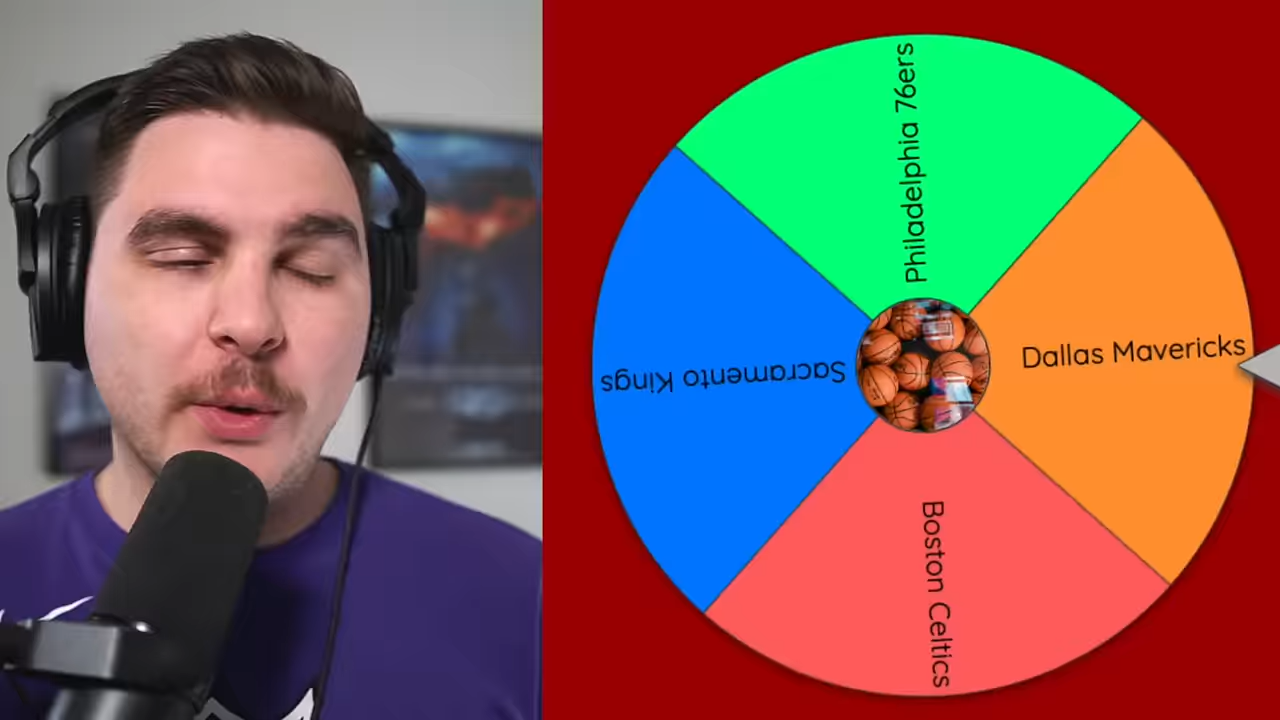 Philadelphia 76ers
Dallas Mavericks
Sacramento Kings
Boston Celtics